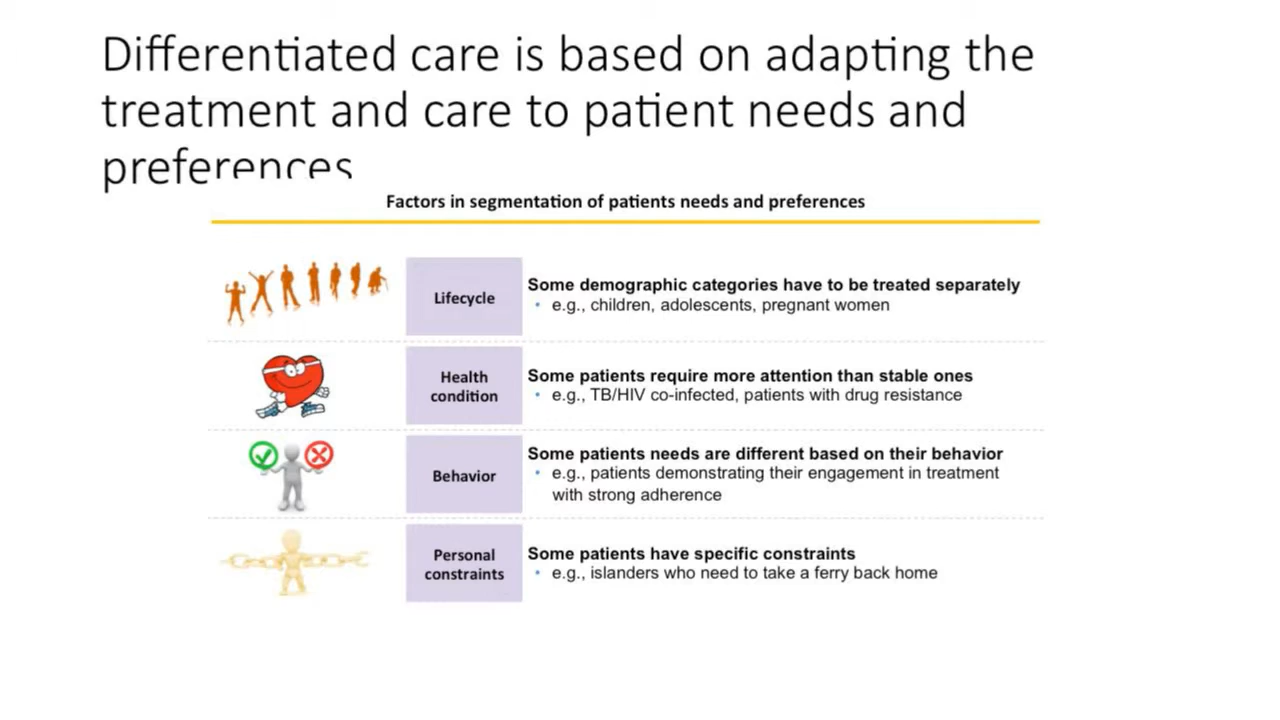 Differentiated care is based on adapting the
treatment and care to patient needs and
preferences
Factors in segmentation of patients needs and preferences
Lifecycle
Some demographic categories have to be treated separately
• e.g., children, adolescents, pregnant women
Health
condition
Some patients require more attention than stable ones
• e.g., TB/HIV co-infected, patients with drug resistance
Behavior
Some patients needs are different based on their behavior
• e.g., patients demonstrating their engagement in treatment
with strong adherence
Personal
constraints
Some patients have specific constraints
• e.g., islanders who need to take a ferry back home